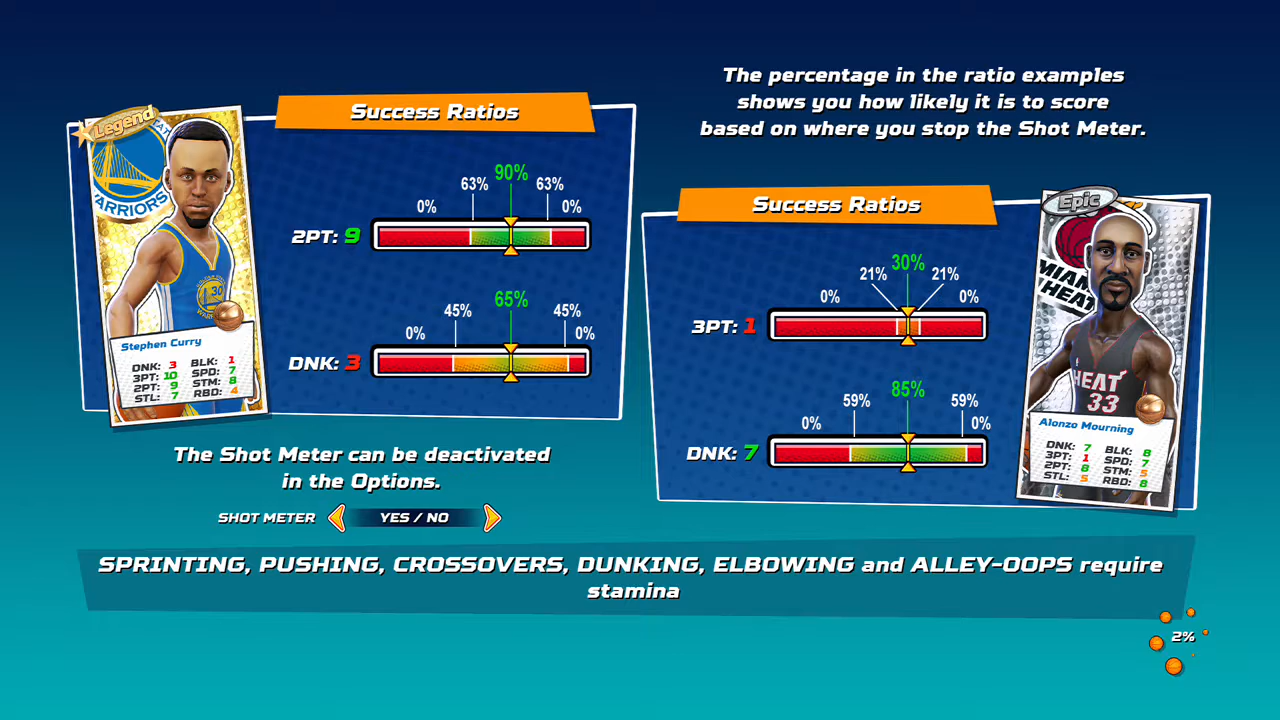 The percentage in the ratio examples
shows you how likely it is to score
based on where you stop the Shot Meter.
Legend
WARRIORS
30
Stephen Curry
DNK: 3 BLK: 1
3PT: 10 SPD: 7
2PT: 9 STM: 8
STL: 7 RBD: 4
Success Ratios
90%
63% 63%
0% 0%
2PT: 9
65%
45% 45%
0% 0%
DNK: 3
Success Ratios
30%
21% 21%
0% 0%
3PT: 1
85%
59% 59%
0% 0%
DNK: 7
Epic
MIAMI
HEAT
HEAT
33
Alonzo Mourning
DNK: 7 BLK: 8
3PT: 1 SPD: 7
2PT: 8 STM: 5
STL: 5 RBD: 8
The Shot Meter can be deactivated
in the Options.
SHOT METER YES / NO
SPRINTING, PUSHING, CROSSOVERS, DUNKING, ELBOWING and ALLEY-OOPS require
stamina
2%